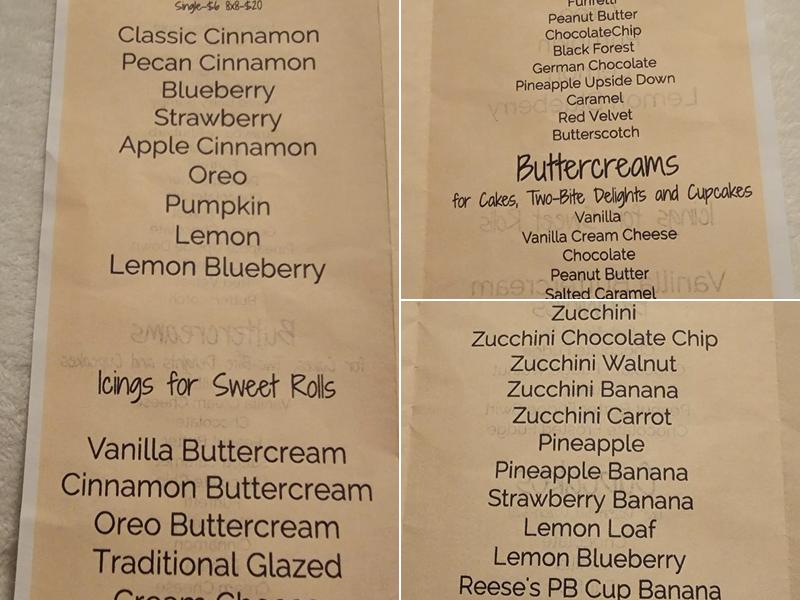 Single-$6 8x8-$20
Classic Cinnamon
Pecan Cinnamon
Blueberry
Strawberry
Apple Cinnamon
Oreo
Pumpkin
Lemon
Lemon Blueberry
Icings for Sweet Rolls
Vanilla Buttercream
Cinnamon Buttercream
Oreo Buttercream
Traditional Glazed
Cream Cheese
Funfetti
Peanut Butter
ChocolateChip
Black Forest
German Chocolate
Pineapple Upside Down
Caramel
Red Velvet
Butterscotch
Buttercreams
for Cakes, Two-Bite Delights and Cupcakes
Vanilla
Vanilla Cream Cheese
Chocolate
Peanut Butter
Salted Caramel
Zucchini
Zucchini Chocolate Chip
Zucchini Walnut
Zucchini Banana
Zucchini Carrot
Pineapple
Pineapple Banana
Strawberry Banana
Lemon Loaf
Lemon Blueberry
Reese's PB Cup Banana